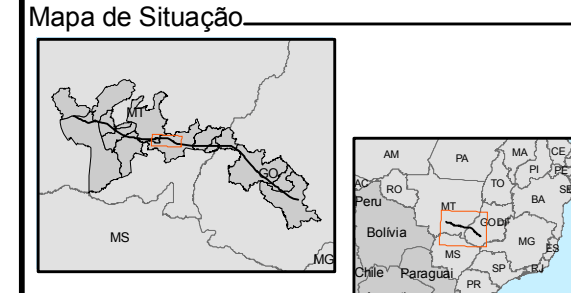 Mapa de Situação
MT
GO
MS
MG
AM
PA
MA
CE
PI
PE
AC
RO
TO
SE
BA
Peru
MT
GO
DF
Bolívia
MG
ES
MS
SP
RJ
Chile
Paraguai
PR